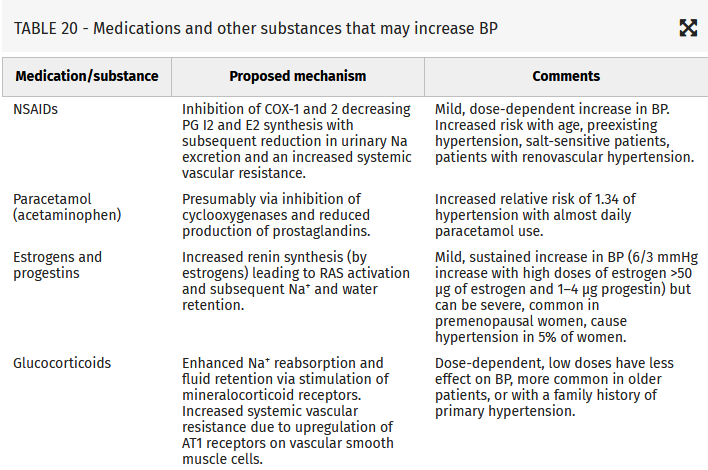 TABLE 20 - Medications and other substances that may increase BP
Medication/substance
Proposed mechanism
Comments
NSAIDs
Inhibition of COX-1 and 2 decreasing
PG I2 and E2 synthesis with
subsequent reduction in urinary Na
excretion and an increased systemic
vascular resistance.
Mild, dose-dependent increase in BP.
Increased risk with age, preexisting
hypertension, salt-sensitive patients,
patients with renovascular hypertension.
Paracetamol
(acetaminophen)
Presumably via inhibition of
cyclooxygenases and reduced
production of prostaglandins.
Increased relative risk of 1.34 of
hypertension with almost daily
paracetamol use.
Estrogens and
progestins
Increased renin synthesis (by
estrogens) leading to RAS activation
and subsequent Na⁺ and water
retention.
Mild, sustained increase in BP (6/3 mmHg
increase with high doses of estrogen >50
μg of estrogen and 1–4 μg progestin) but
can be severe, common in
premenopausal women, cause
hypertension in 5% of women.
Glucocorticoids
Enhanced Na⁺ reabsorption and
fluid retention via stimulation of
mineralocorticoid receptors.
Increased systemic vascular
resistance due to upregulation of
AT1 receptors on vascular smooth
muscle cells.
Dose-dependent, low doses have less
effect on BP, more common in older
patients, or with a family history of
primary hypertension.